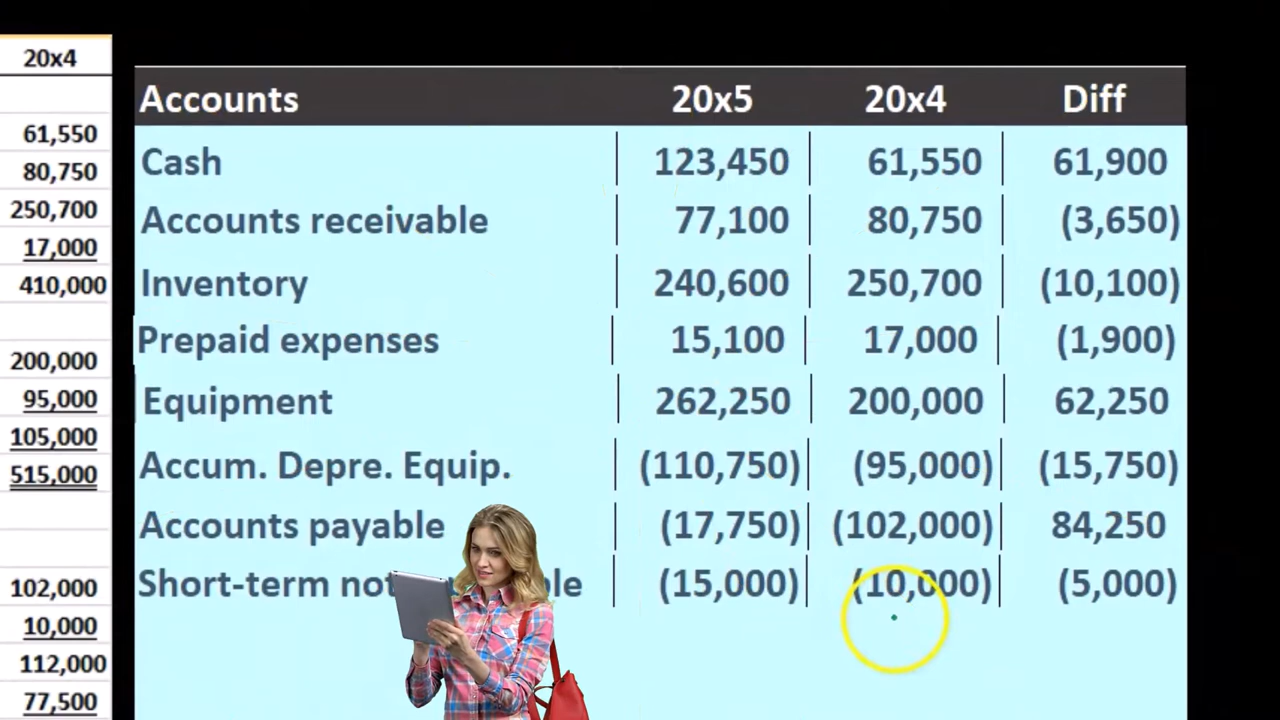 20x4
61,550
80,750
250,700
17,000
410,000
200,000
95,000
105,000
515,000
102,000
10,000
112,000
77,500
Accounts 20x5 20x4 Diff
Cash 123,450 61,550 61,900
Accounts receivable 77,100 80,750 (3,650)
Inventory 240,600 250,700 (10,100)
Prepaid expenses 15,100 17,000 (1,900)
Equipment 262,250 200,000 62,250
Accum. Depre. Equip. (110,750) (95,000) (15,750)
Accounts payable (17,750) (102,000) 84,250
Short-term (15,000) (10,000) (5,000)